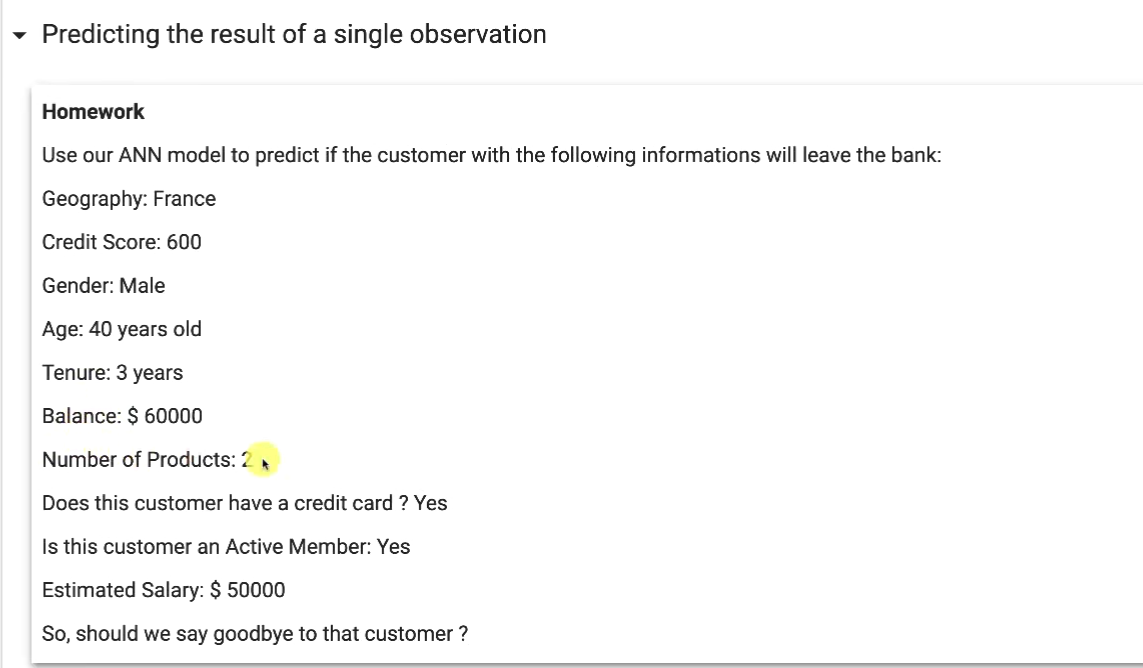 Predicting the result of a single observation
Homework
Use our ANN model to predict if the customer with the following informations will leave the bank:
Geography: France
Credit Score: 600
Gender: Male
Age: 40 years old
Tenure: 3 years
Balance: $ 60000
Number of Products: 2
Does this customer have a credit card ? Yes
Is this customer an Active Member: Yes
Estimated Salary: $ 50000
So, should we say goodbye to that customer ?